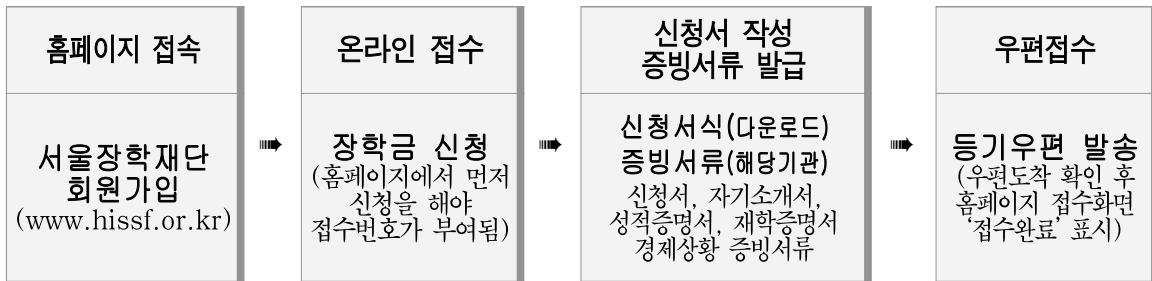 홈페이지 접속
서울장학재단
회원가입
(www.hissf.or.kr)
➠
온라인 접수
장학금 신청
(홈페이지에서 먼저
신청을 해야
접수번호가 부여됨)
➠
신청서 작성
증빙서류 발급
신청서식(다운로드)
증빙서류(해당기관)
신청서, 자기소개서,
성적증명서, 재학증명서
경제상황 증빙서류
➠
우편접수
등기우편 발송
(우편도착 확인 후
홈페이지 접수화면
‘접수완료’ 표시)